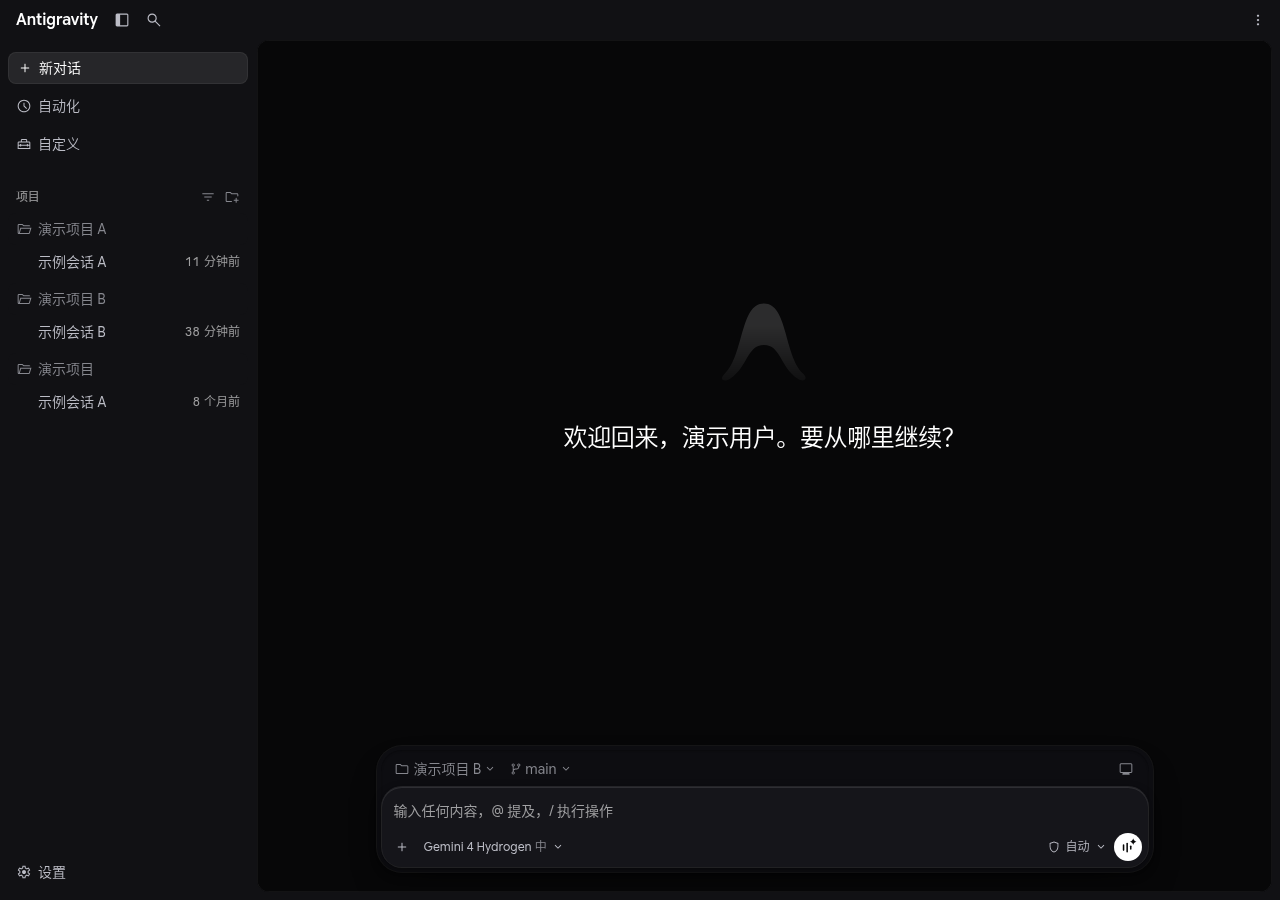 Antigravity
新对话
自动化
自定义
项目
演示项目 A
示例会话 A 11 分钟前
演示项目 B
示例会话 B 38 分钟前
演示项目
示例会话 A 8 个月前
设置
欢迎回来，演示用户。要从哪里继续？
演示项目 B main
输入任何内容，@ 提及，/ 执行操作
Gemini 4 Hydrogen 中 自动